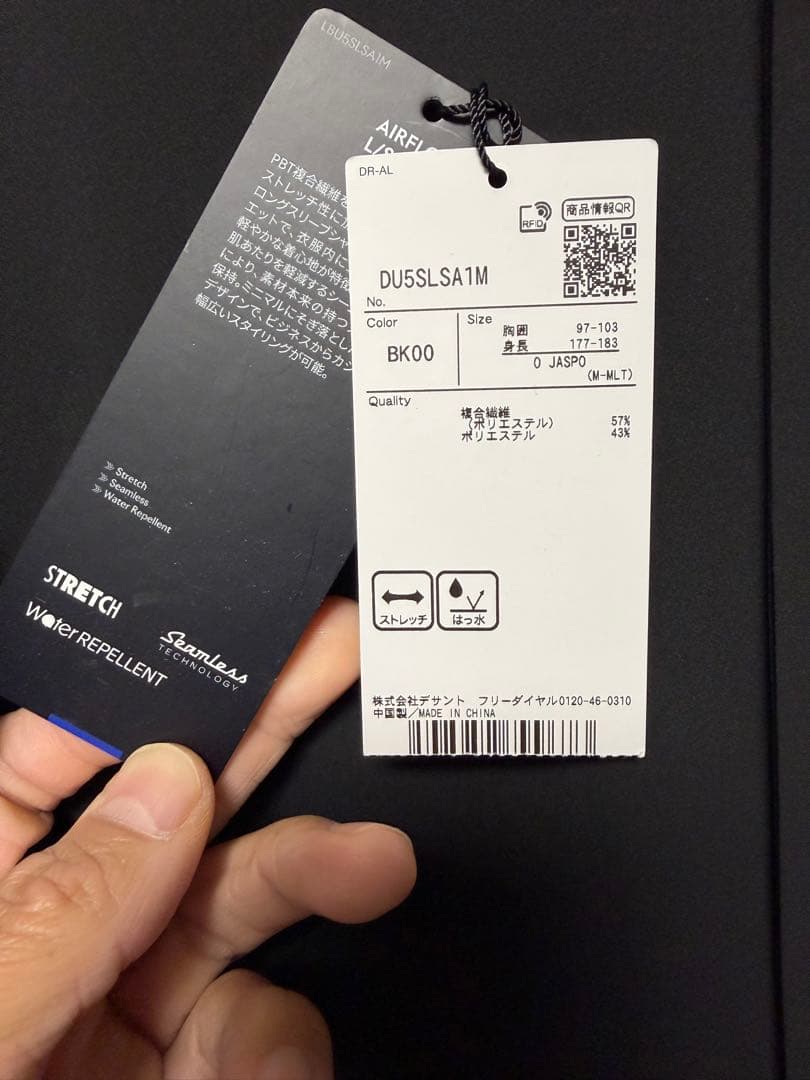 LBU5SLSA1M
AIRFLO
L/S
PBT複合繊維を
ストレッチ性に
ロングスリーブシャ
エットで、衣服内に
軽やかな着心地が特徴
肌あたりを軽減するシー
により、素材本来の持つ
保持。ミニマルにそぎ落とし
デザインで、ビジネスからカジ
幅広いスタイリングが可能。
Stretch
Seamless
Water Repellent
STRETCH
Water REPELLENT
Seamless
TECHNOLOGY
DR-AL
RFID
商品情報QR
DU5SLSA1M
No.
Color
BK00
Size
胸囲 97-103
身長 177-183
O JASPO
(M-MLT)
Quality
複合繊維
(ポリエステル) 57%
ポリエステル 43%
ストレッチ
はっ水
株式会社デサント フリーダイヤル0120-46-0310
中国製/MADE IN CHINA